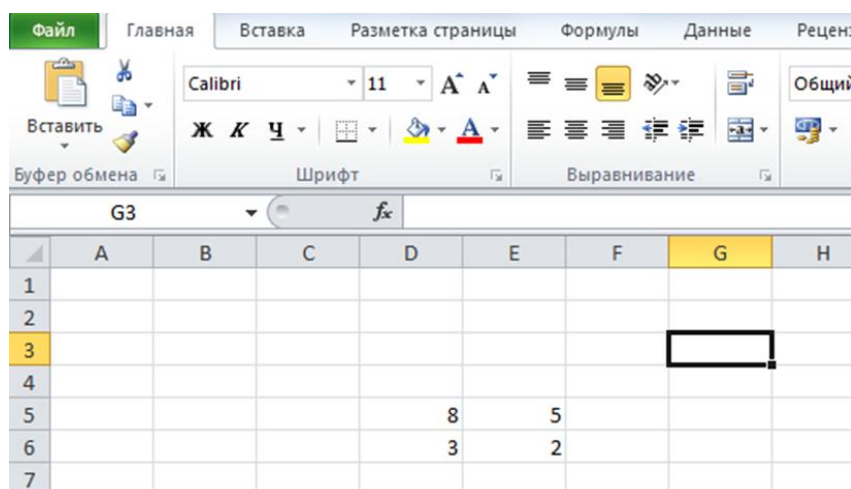 Файл Главная Вставка Разметка страницы Формулы Данные Рецен
Calibri 11 A A Общий
Вставить Ж К Ч А
Буфер обмена Шрифт Выравнивание
G3 fx
A B C D E F G H
1
2
3
4
5 8 5
6 3 2
7